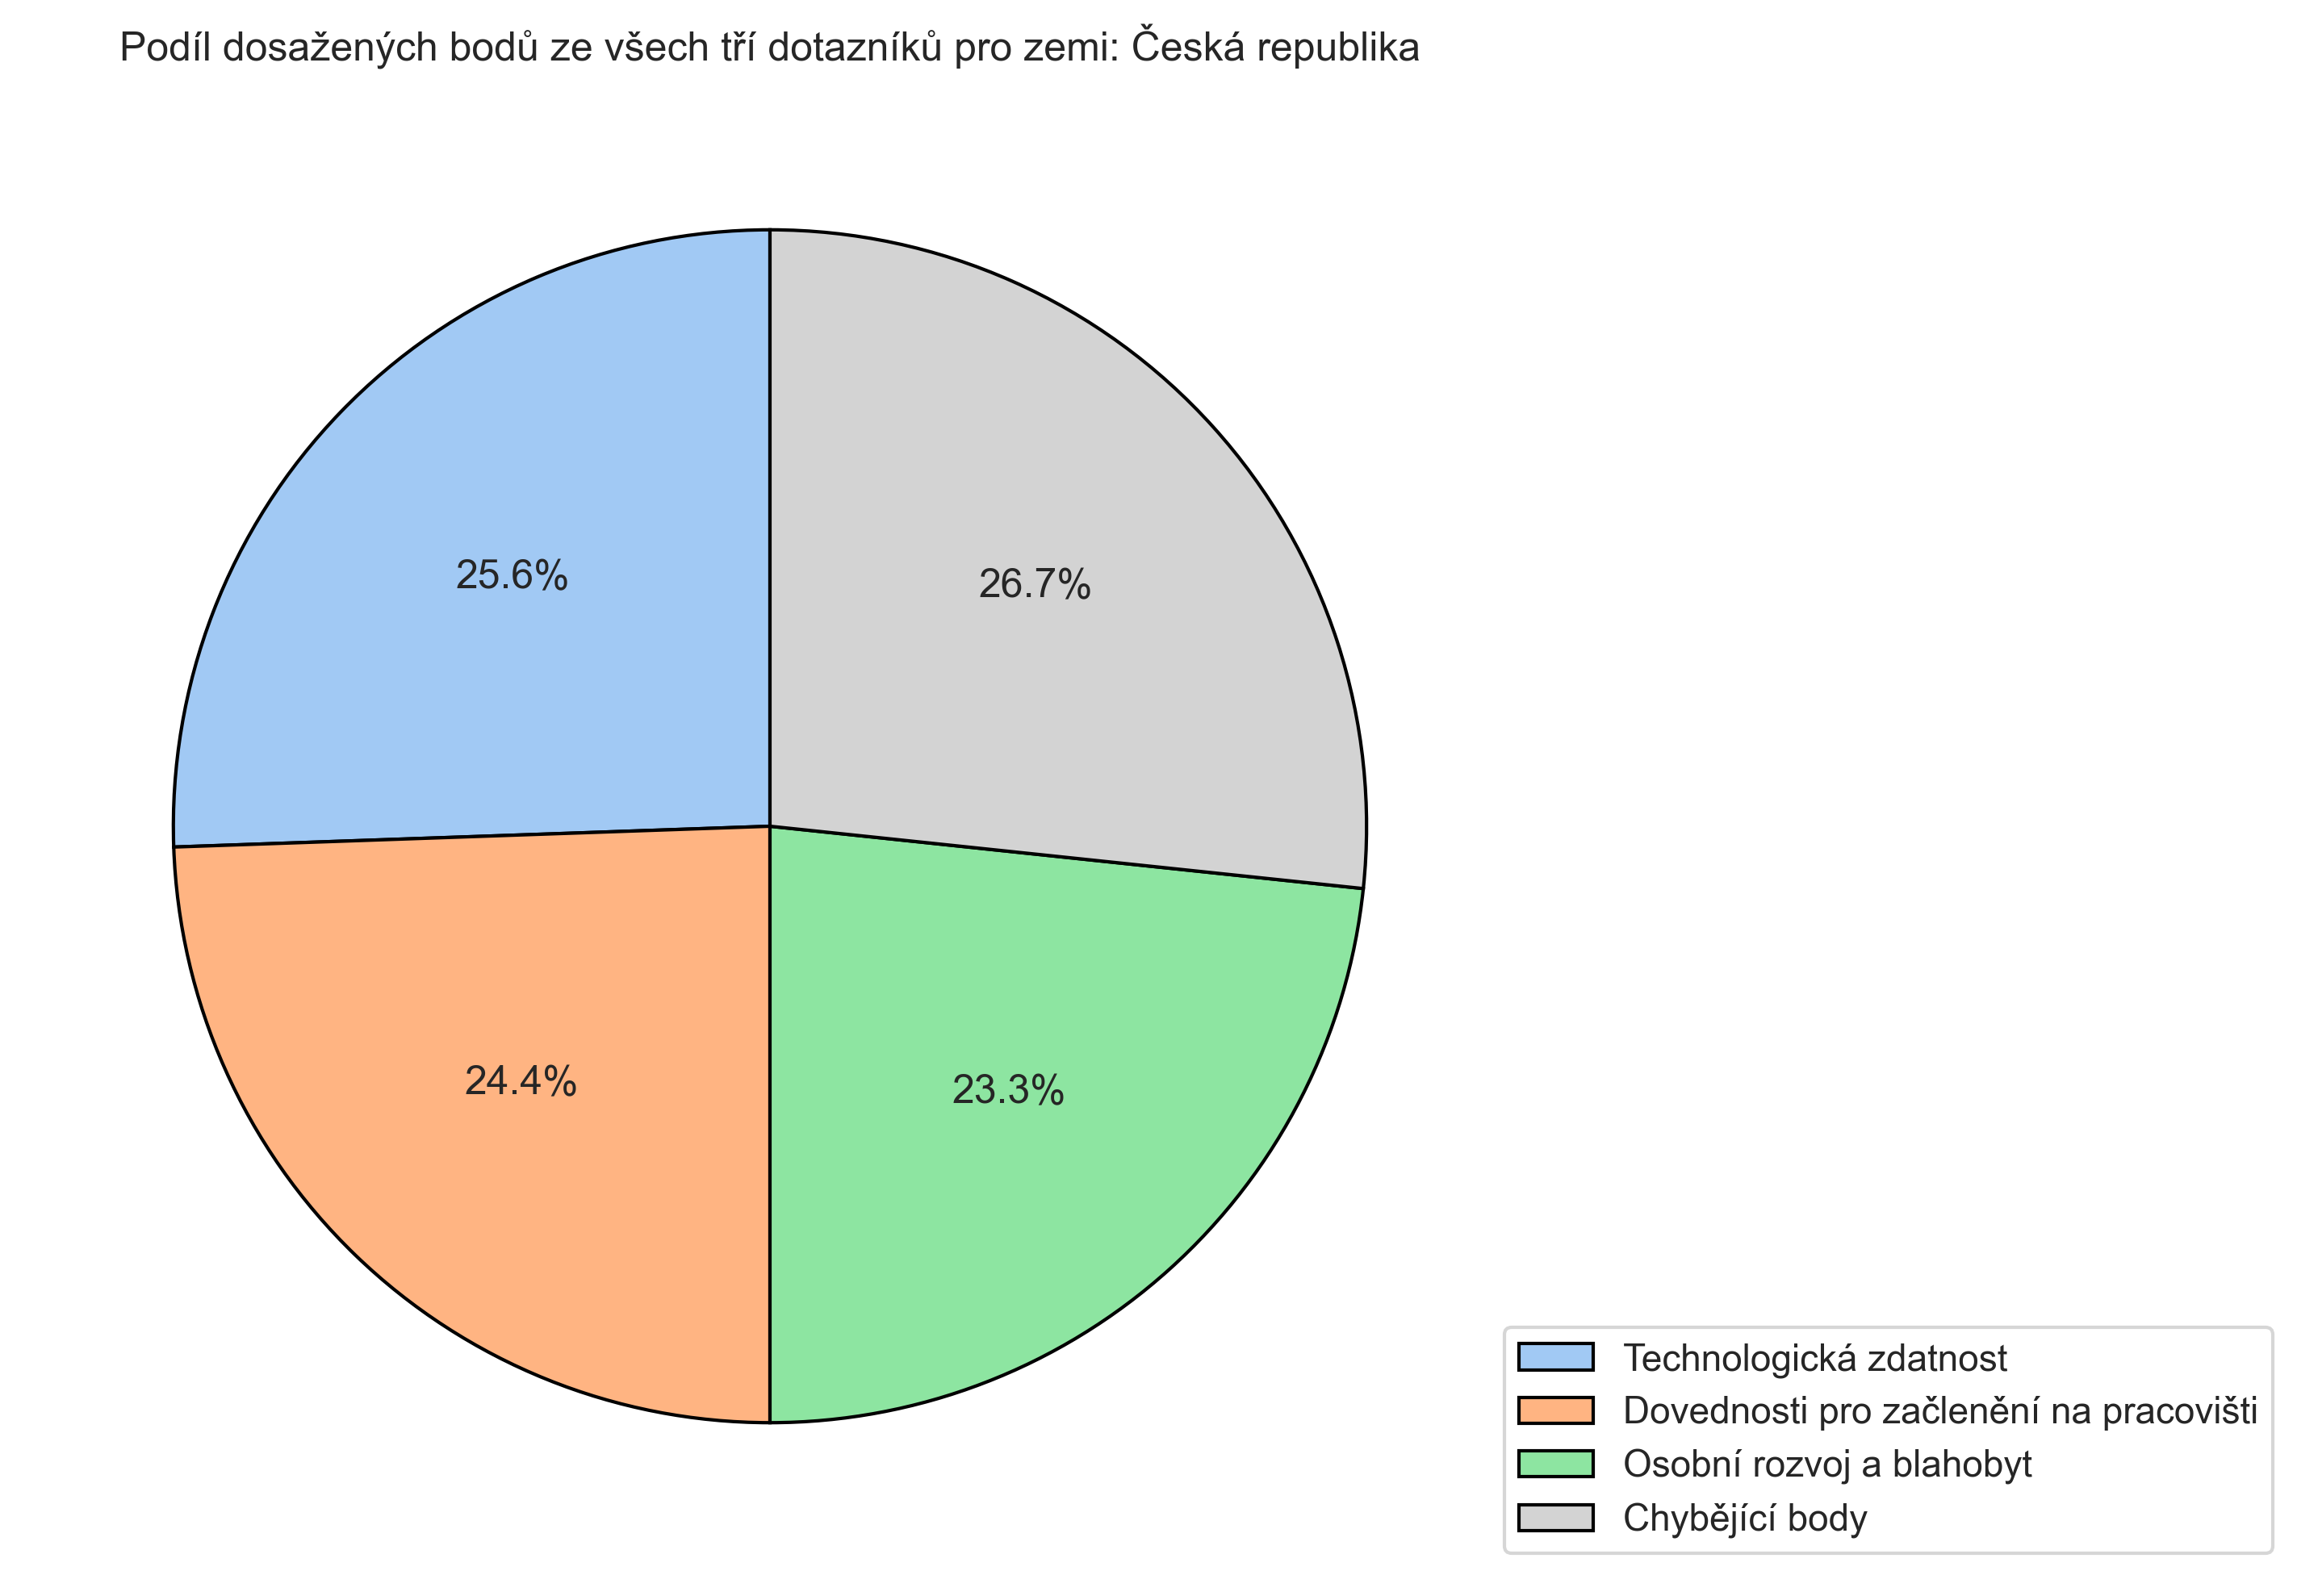 Podíl dosažených bodů ze všech tří dotazníků pro zemi: Česká republika
25.6%
26.7%
24.4%
23.3%
Technologická zdatnost
Dovednosti pro začlenění na pracovišti
Osobní rozvoj a blahobyt
Chybějící body